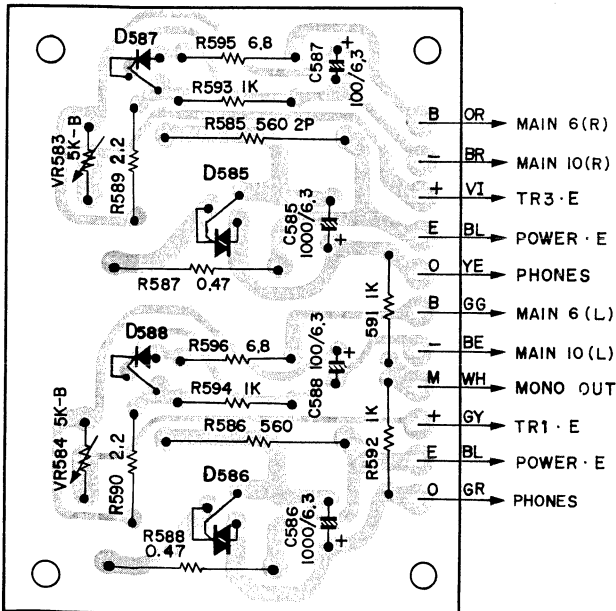 D587
R595 6.8
C587
100/6.3
+
R593 1K
R585 560 2P
VR583
5K-B
R589 2.2
D585
C585
1000/6.3
+
R587 0.47
591 1K
D588
R596 6.8
C588 100/6.3
+
R594 1K
R586 560
VR584 5K-B
R590 2.2
R592 1K
D586
C586
1000/6.3
+
R588
0.47
B OR MAIN 6(R)
– BR MAIN 10(R)
+ VI TR3·E
E BL POWER·E
O YE PHONES
B GG MAIN 6(L)
– BE MAIN 10(L)
M WH MONO OUT
+ GY TR1·E
E BL POWER·E
O GR PHONES